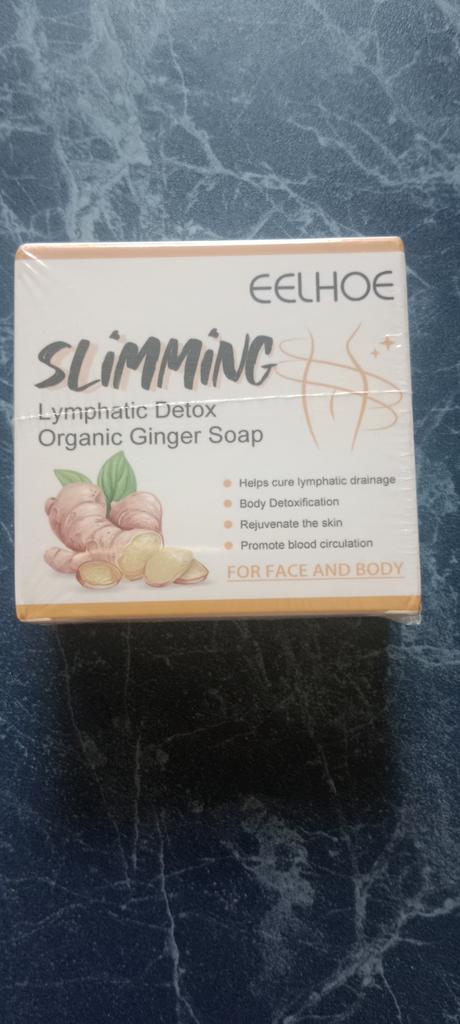 EELHOE
SLiMMiNG
Lymphatic Detox
Organic Ginger Soap
Helps cure lymphatic drainage
Body Detoxification
Rejuvenate the skin
Promote blood circulation
FOR FACE AND BODY